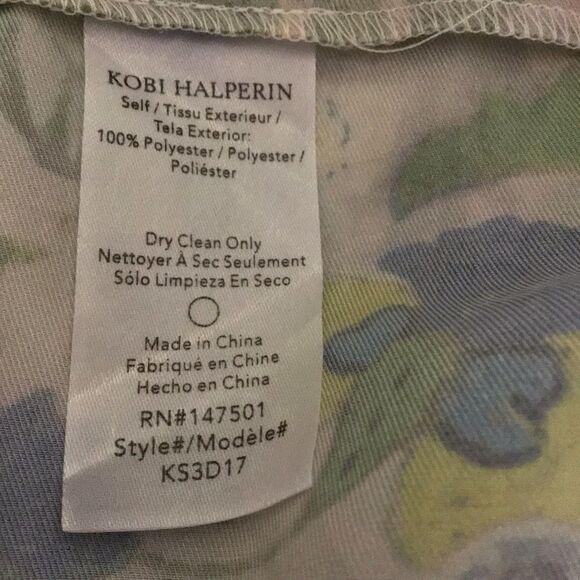 KOBI HALPERIN
Self / Tissu Exterieur /
Tela Exterior:
100% Polyester / Polyester /
Poliéster
Dry Clean Only
Nettoyer À Sec Seulement
Sólo Limpieza En Seco
Made in China
Fabriqué en Chine
Hecho en China
RN#147501
Style#/Modèle#
KS3D17